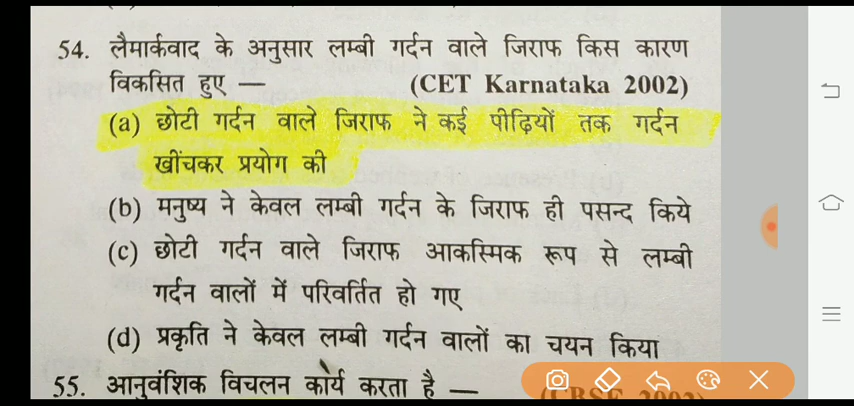 54. लैमार्कवाद के अनुसार लम्बी गर्दन वाले जिराफ किस कारण
विकसित हुए — (CET Karnataka 2002)
(a) छोटी गर्दन वाले जिराफ ने कई पीढ़ियों तक गर्दन
खींचकर प्रयोग की
(b) मनुष्य ने केवल लम्बी गर्दन के जिराफ ही पसन्द किये
(c) छोटी गर्दन वाले जिराफ आकस्मिक रूप से लम्बी
गर्दन वालों में परिवर्तित हो गए
(d) प्रकृति ने केवल लम्बी गर्दन वालों का चयन किया
55. आनुवंशिक विचलन कार्य करता है —